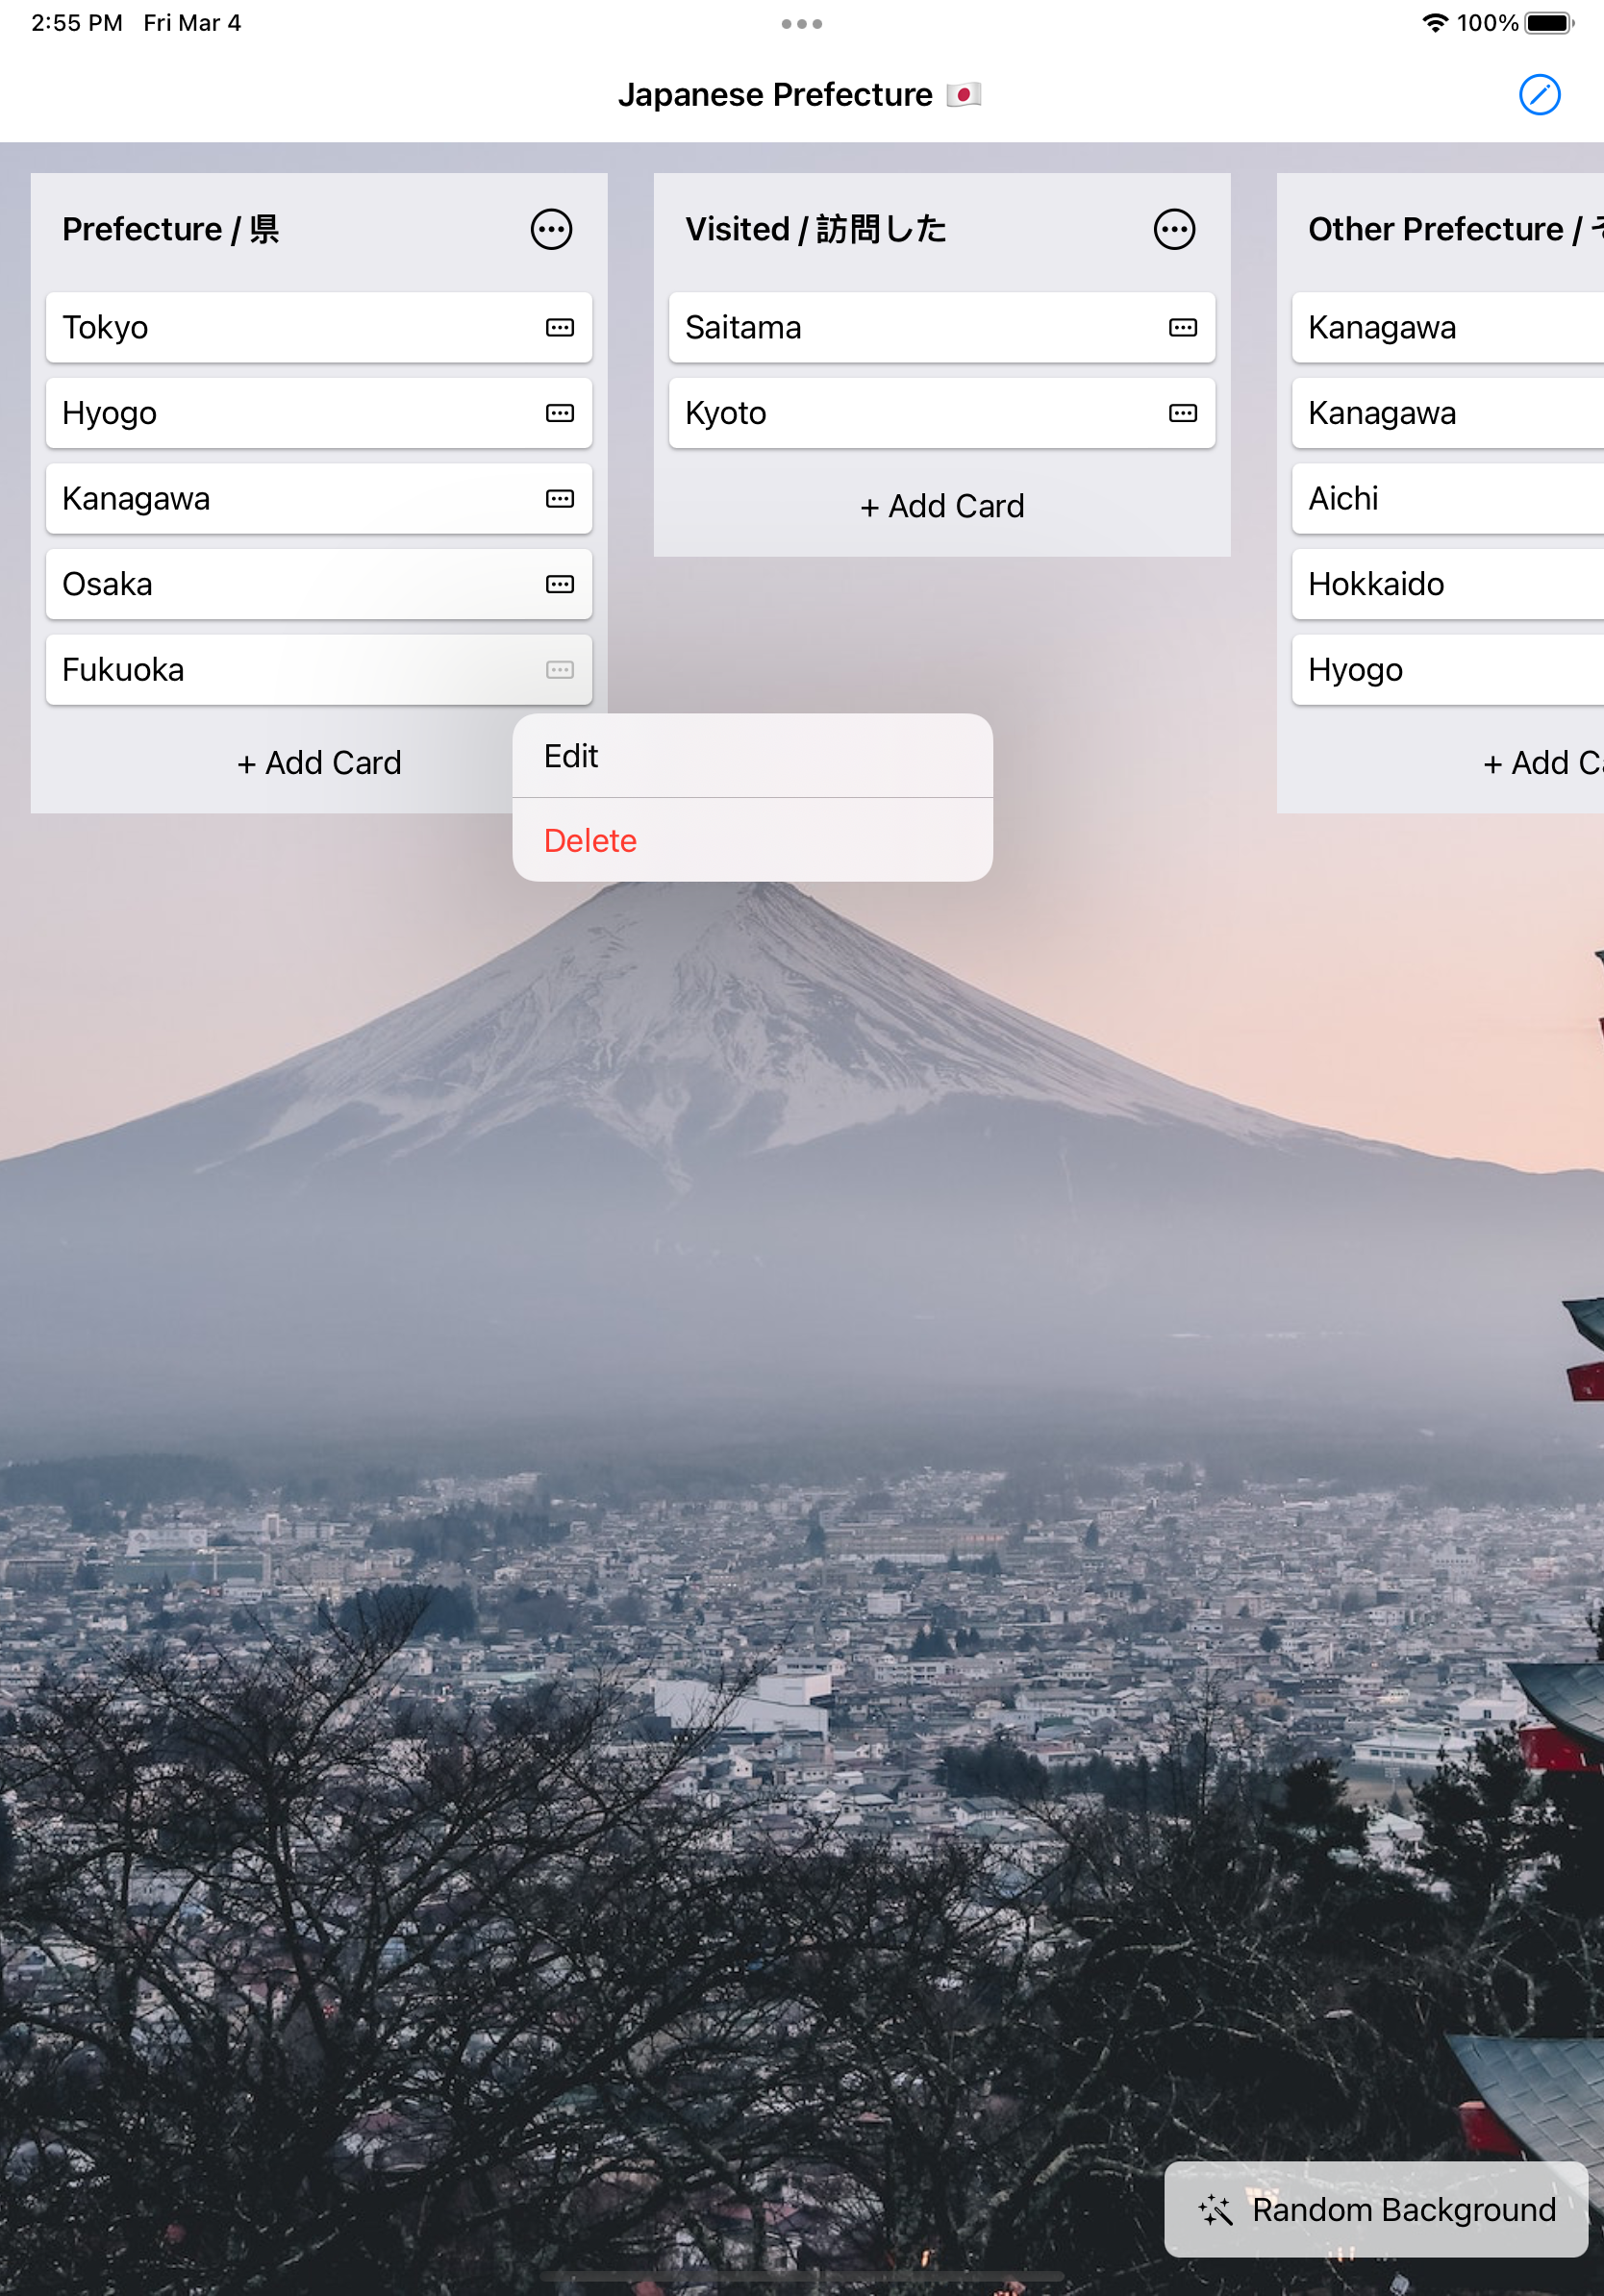 2:55 PM Fri Mar 4
100%
Japanese Prefecture 🇯🇵
Prefecture / 県
Tokyo
Hyogo
Kanagawa
Osaka
Fukuoka
+ Add Card
Visited / 訪問した
Saitama
Kyoto
+ Add Card
Other Prefecture /
Kanagawa
Kanagawa
Aichi
Hokkaido
Hyogo
+ Add
Edit
Delete
Random Background